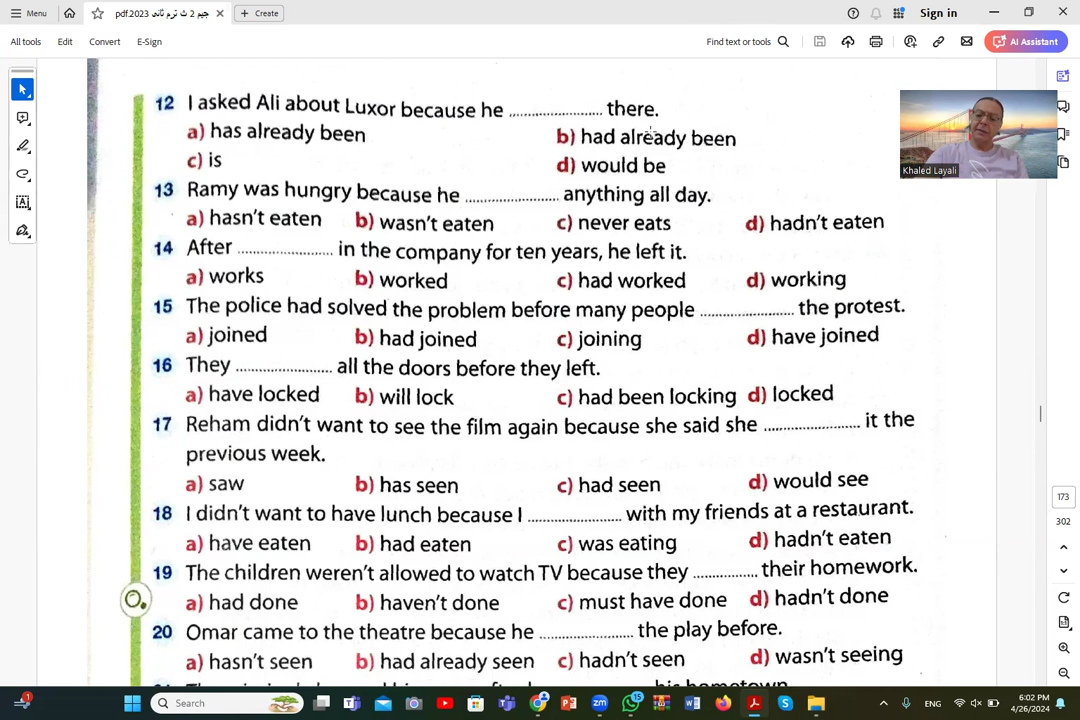 Menu
جيم 2 ث ترم ثانى 2023.pdf
Create
Sign in
All tools
Edit
Convert
E-Sign
Find text or tools
AI Assistant
12 I asked Ali about Luxor because he .................... there.
a) has already been b) had already been
c) is d) would be
13 Ramy was hungry because he .................... anything all day.
a) hasn't eaten b) wasn't eaten c) never eats d) hadn't eaten
14 After .................... in the company for ten years, he left it.
a) works b) worked c) had worked d) working
15 The police had solved the problem before many people .................... the protest.
a) joined b) had joined c) joining d) have joined
16 They .................... all the doors before they left.
a) have locked b) will lock c) had been locking d) locked
17 Reham didn't want to see the film again because she said she .................... it the
previous week.
a) saw b) has seen c) had seen d) would see
18 I didn't want to have lunch because I .................... with my friends at a restaurant.
a) have eaten b) had eaten c) was eating d) hadn't eaten
19 The children weren't allowed to watch TV because they .................... their homework.
a) had done b) haven't done c) must have done d) hadn't done
20 Omar came to the theatre because he .................... the play before.
a) hasn't seen b) had already seen c) hadn't seen d) wasn't seeing
his hometown
Khaled Layali
173
302
1
Search
15
ENG
6:02 PM
4/26/2024